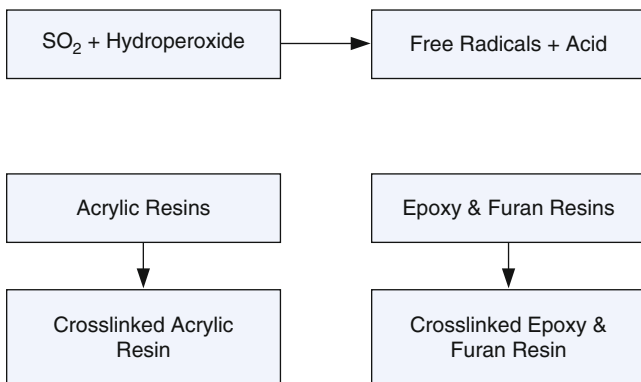 SO₂ + Hydroperoxide
Free Radicals + Acid
Acrylic Resins
Epoxy & Furan Resins
Crosslinked Acrylic
Resin
Crosslinked Epoxy &
Furan Resin